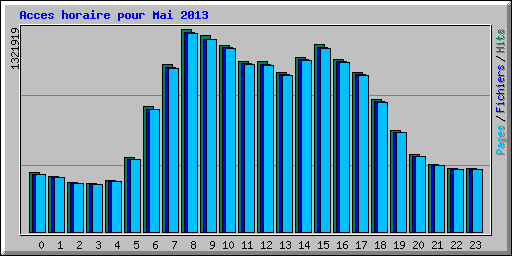 Acces horaire pour Mai 2013
1321919
Pages / Fichiers / Hits
0 1 2 3 4 5 6 7 8 9 10 11 12 13 14 15 16 17 18 19 20 21 22 23